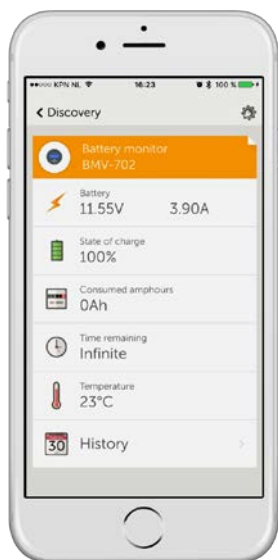 KPN NL 16:23 100 %
Discovery
Battery monitor
BMV-702
Battery
11.55V 3.90A
State of charge
100%
Consumed amphours
0Ah
Time remaining
Infinite
Temperature
23°C
30 History